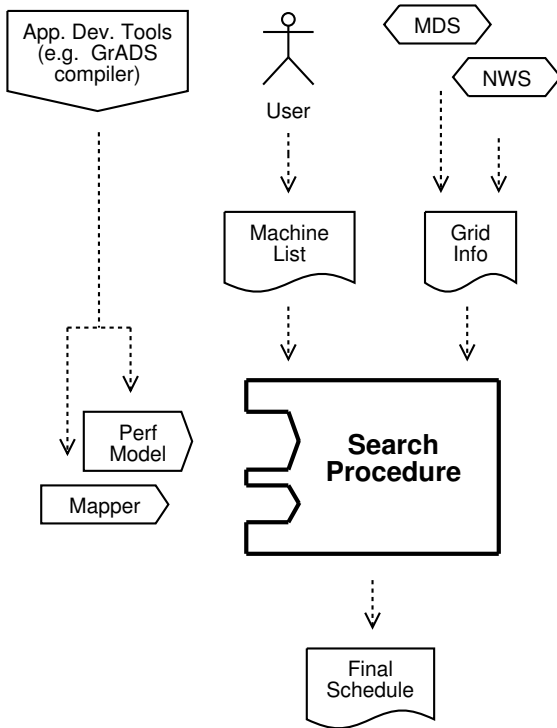 App. Dev. Tools
(e.g. GrADS
compiler)
User
MDS
NWS
Machine
List
Grid
Info
Perf
Model
Mapper
Search
Procedure
Final
Schedule